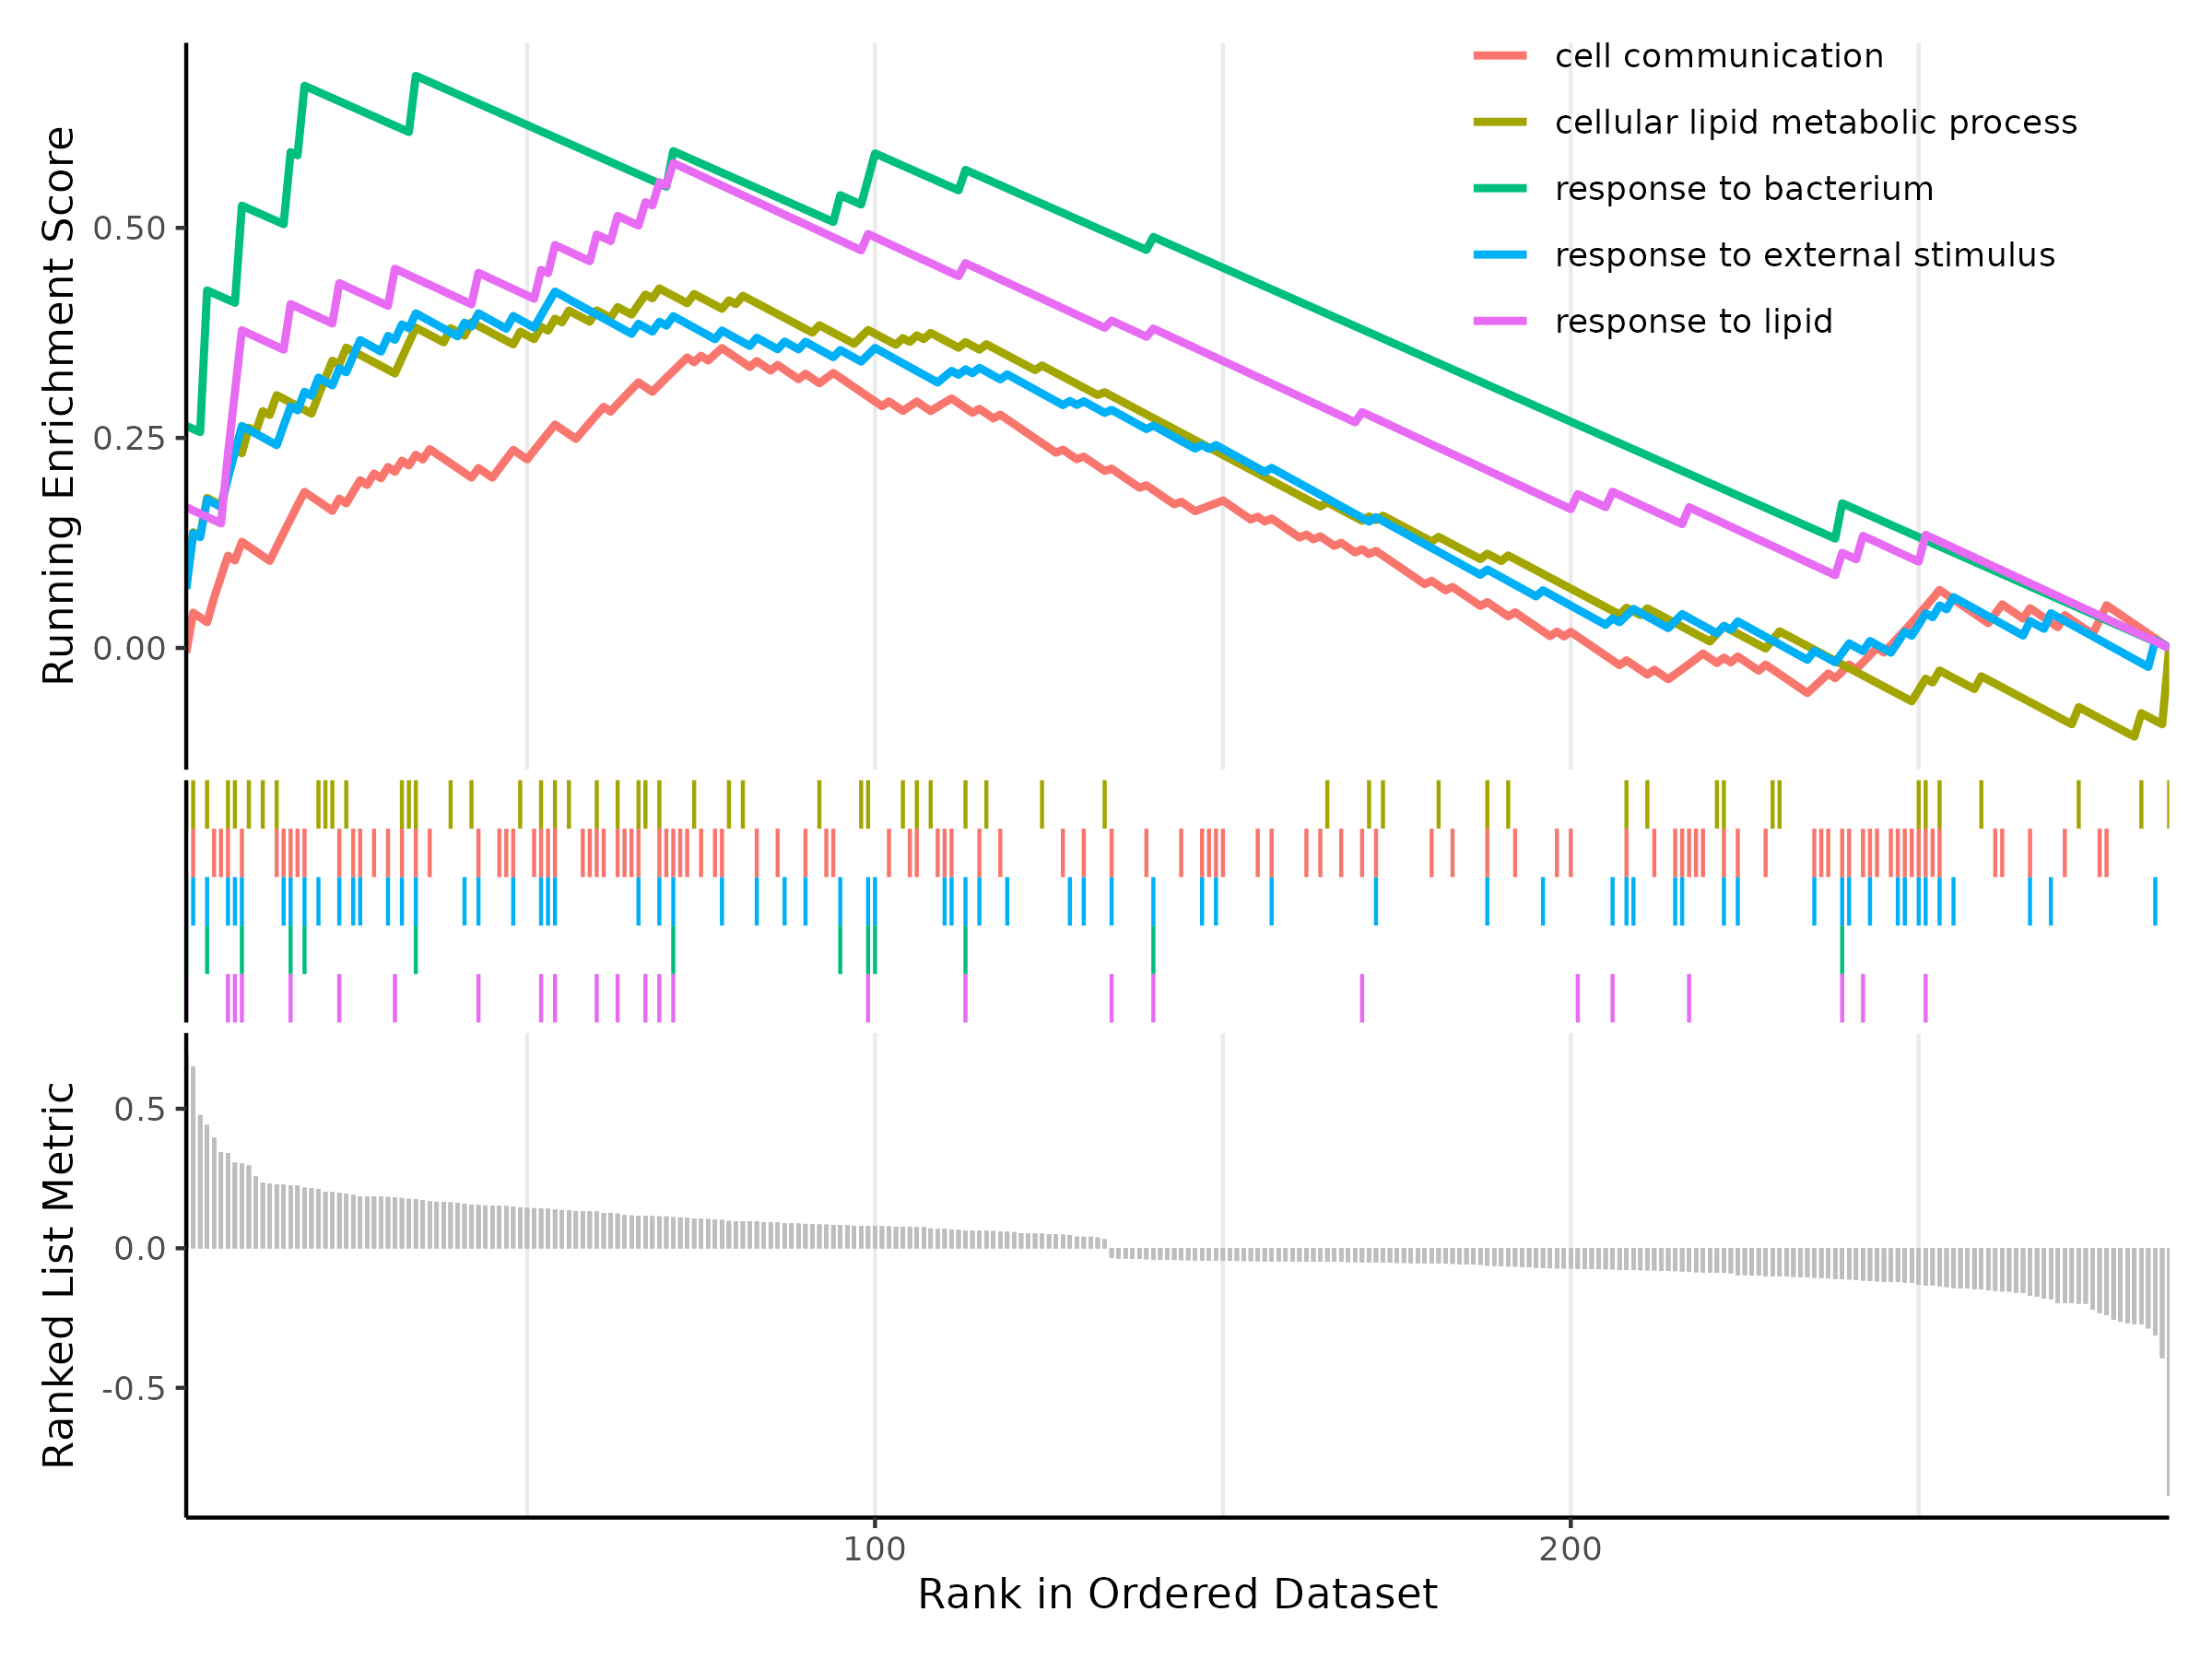 cell communication
cellular lipid metabolic process
response to bacterium
response to external stimulus
response to lipid
Running Enrichment Score
0.50
0.25
0.00
Ranked List Metric
0.5
0.0
-0.5
100
200
Rank in Ordered Dataset